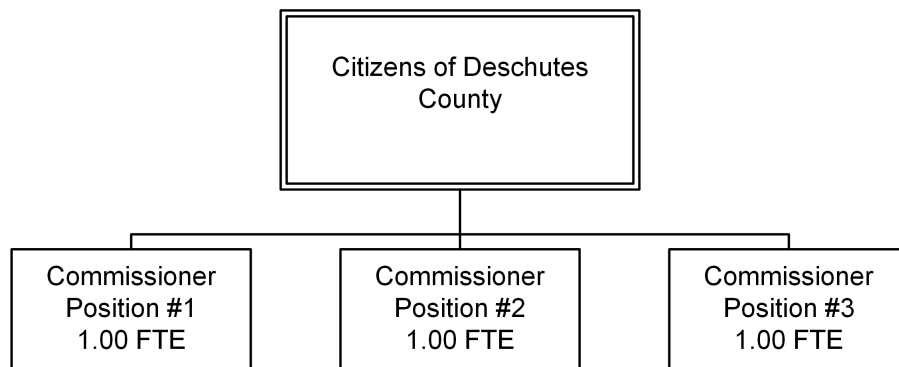 Citizens of Deschutes
County
Commissioner
Position #1
1.00 FTE
Commissioner
Position #2
1.00 FTE
Commissioner
Position #3
1.00 FTE